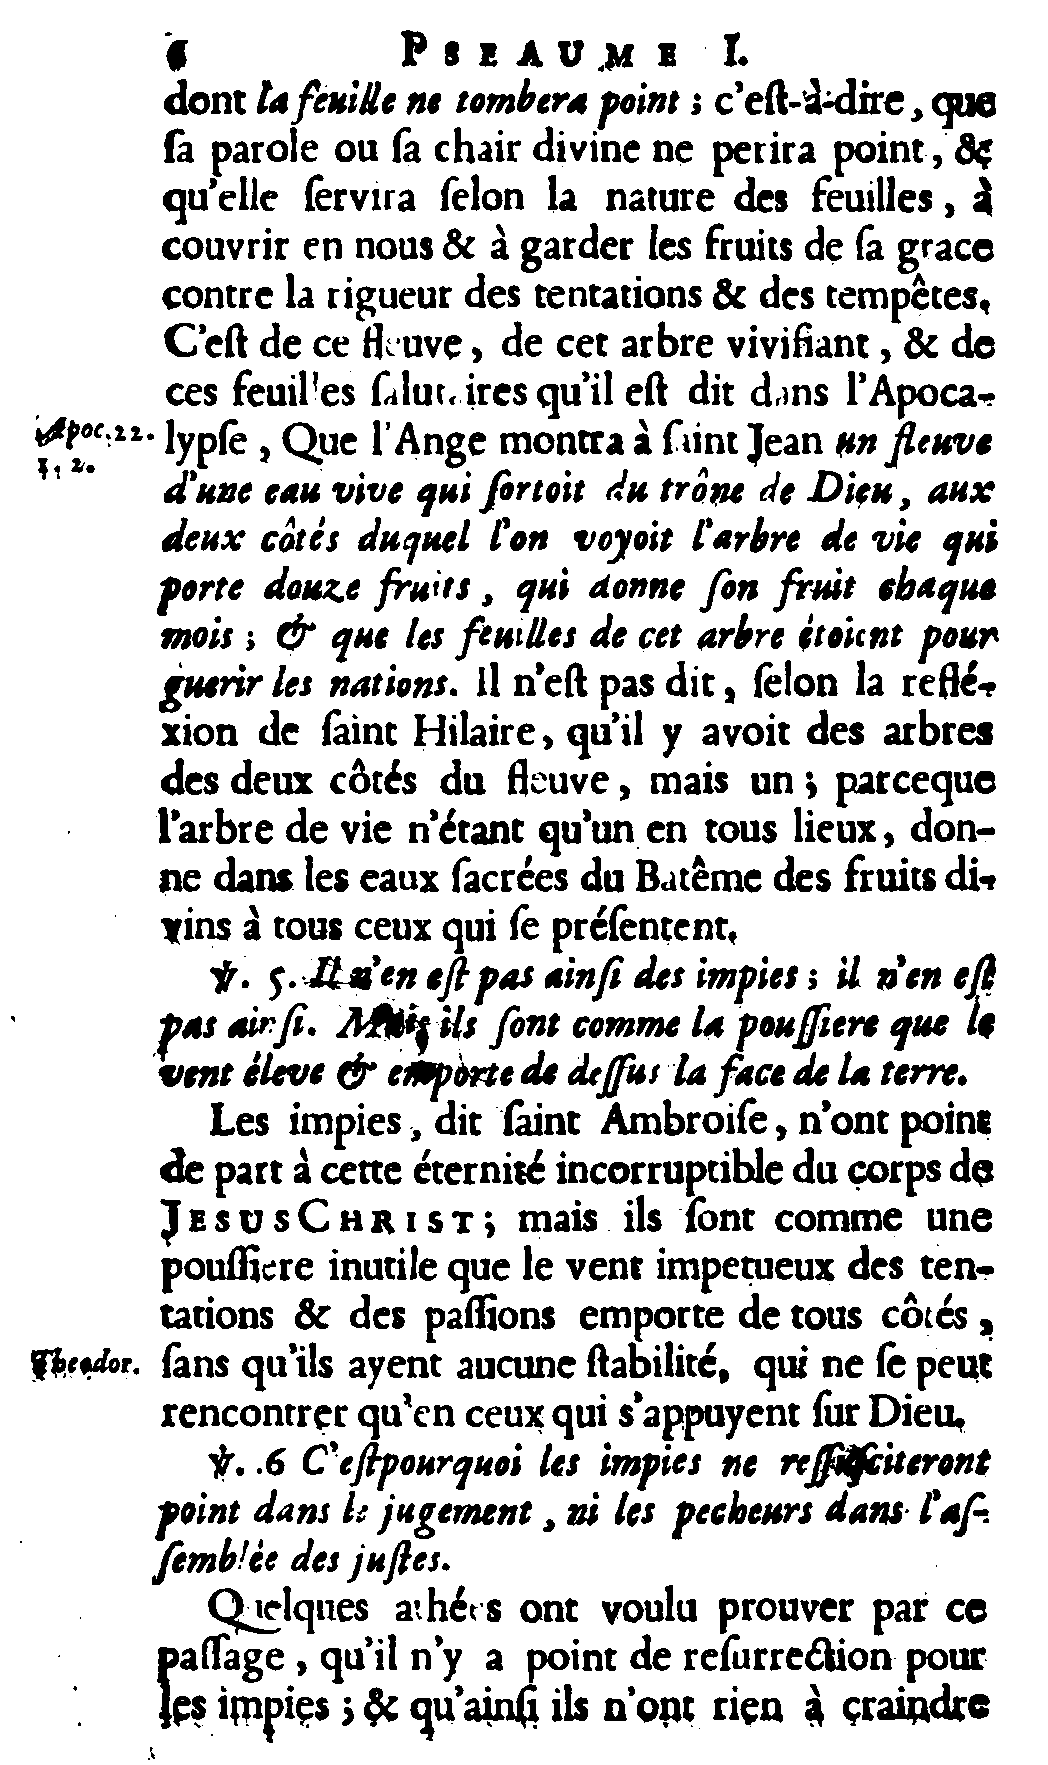 6 PSEAUME I.
dont la feuille ne tombera point ; c'eſt-à-dire, que
ſa parole ou ſa chair divine ne perira point, &
qu'elle ſervira ſelon la nature des feuilles, à
couvrir en nous & à garder les fruits de ſa grace
contre la rigueur des tentations & des tempêtes.
C'eſt de ce fleuve, de cet arbre vivifiant, & de
ces feuilles ſalutaires qu'il eſt dit dans l'Apoca-
Apoc. 22. lypſe, Que l'Ange montra à ſaint Jean un fleuve
1, 2.
d'une eau vive qui ſortoit du trône de Dieu, aux
deux côtés duquel l'on voyoit l'arbre de vie qui
porte douze fruits, qui donne ſon fruit chaque
mois ; & que les feuilles de cet arbre étoient pour
guerir les nations. Il n'eſt pas dit, ſelon la reflé-
xion de ſaint Hilaire, qu'il y avoit des arbres
des deux côtés du fleuve, mais un ; parceque
l'arbre de vie n'étant qu'un en tous lieux, don-
ne dans les eaux ſacrées du Batême des fruits di-
vins à tous ceux qui ſe préſentent.
℣. 5. Il n'en eſt pas ainſi des impies ; il n'en eſt
pas ainſi. Mais ils ſont comme la pouſſiere que le
vent éleve & emporte de deſſus la face de la terre.
Les impies, dit ſaint Ambroiſe, n'ont point
de part à cette éternité incorruptible du corps de
JESUS CHRIST ; mais ils ſont comme une
pouſſiere inutile que le vent impetueux des ten-
tations & des paſſions emporte de tous côtés,
Theodor. ſans qu'ils ayent aucune ſtabilité, qui ne ſe peut
rencontrer qu'en ceux qui s'appuyent ſur Dieu.
℣. 6 C'eſtpourquoi les impies ne reſſuſciteront
point dans le jugement, ni les pecheurs dans l'aſ-
ſemblée des juſtes.
Quelques athées ont voulu prouver par ce
paſſage, qu'il n'y a point de reſurrection pour
les impies ; & qu'ainſi ils n'ont rien à craindre